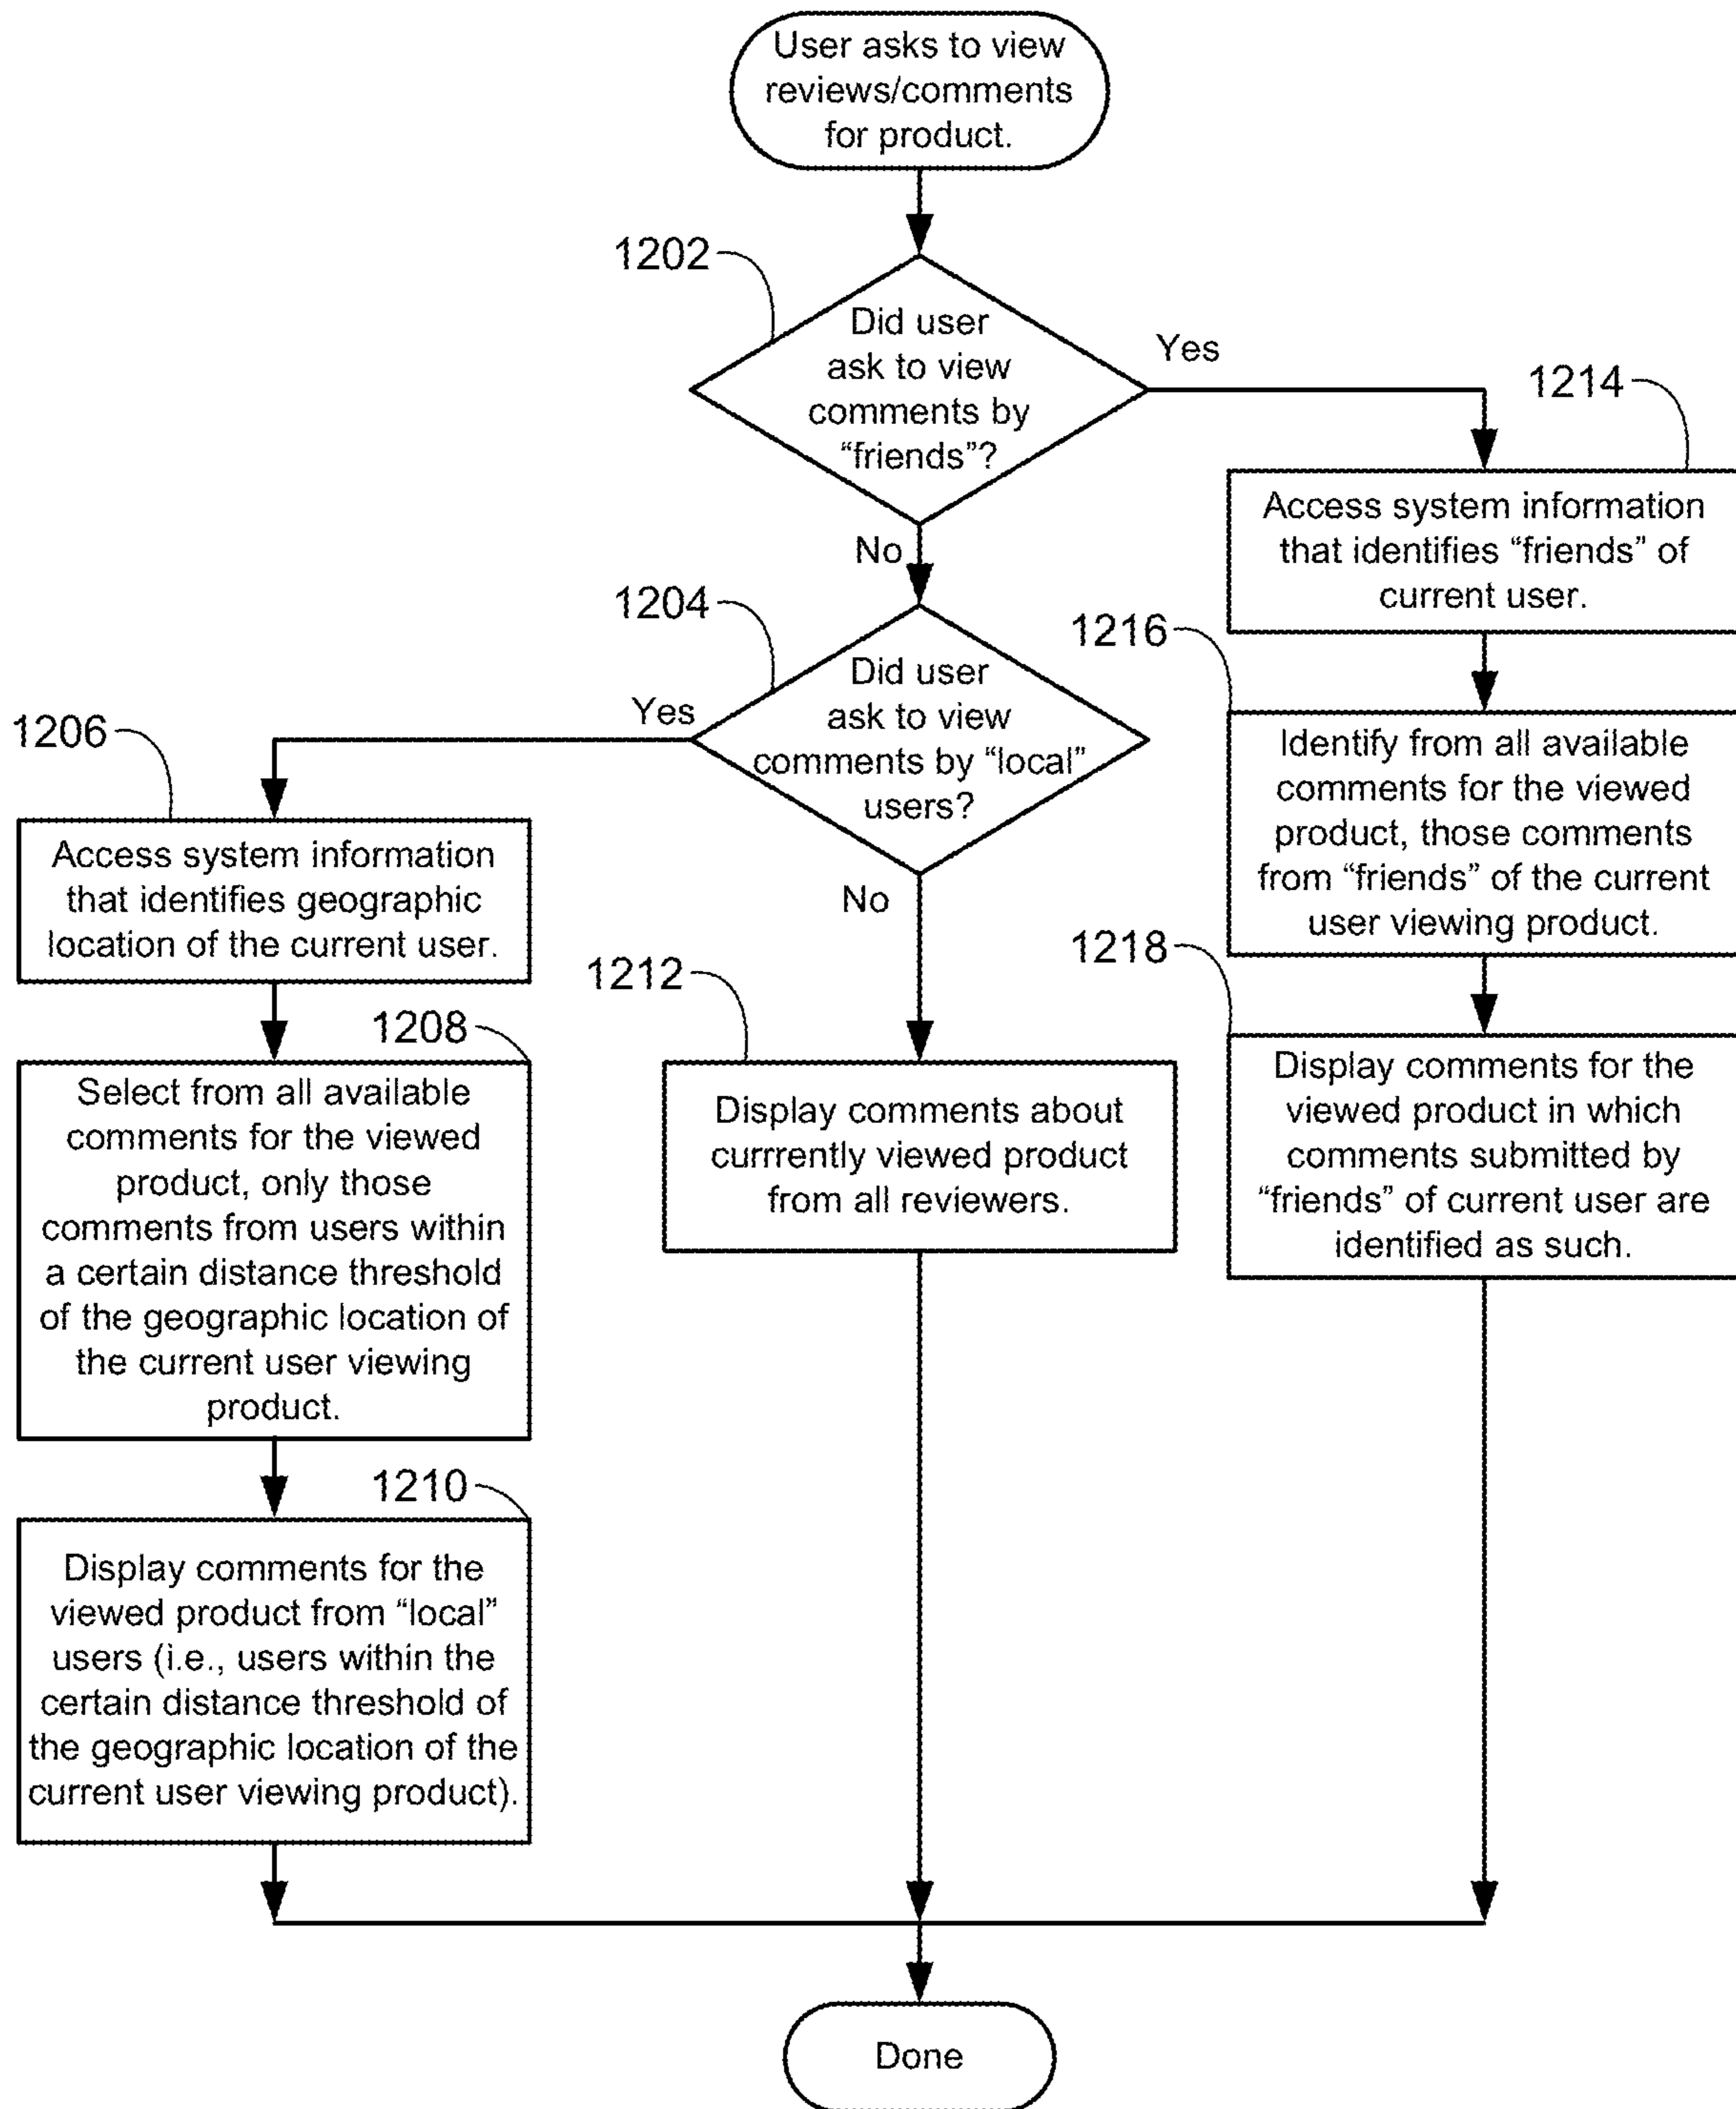 User asks to view
reviews/comments
for product.
1202
Did user
ask to view
comments by
“friends”?
Yes
No
1214
Access system information
that identifies “friends” of
current user.
1204
Did user
ask to view
comments by “local”
users?
Yes
No
1216
Identify from all available
comments for the viewed
product, those comments
from “friends” of the current
user viewing product.
1206
Access system information
that identifies geographic
location of the current user.
1218
Display comments for the
viewed product in which
comments submitted by
“friends” of current user are
identified as such.
1212
Display comments about
currrently viewed product
from all reviewers.
1208
Select from all available
comments for the viewed
product, only those
comments from users within
a certain distance threshold
of the geographic location of
the current user viewing
product.
1210
Display comments for the
viewed product from “local”
users (i.e., users within the
certain distance threshold of
the geographic location of the
current user viewing product).
Done